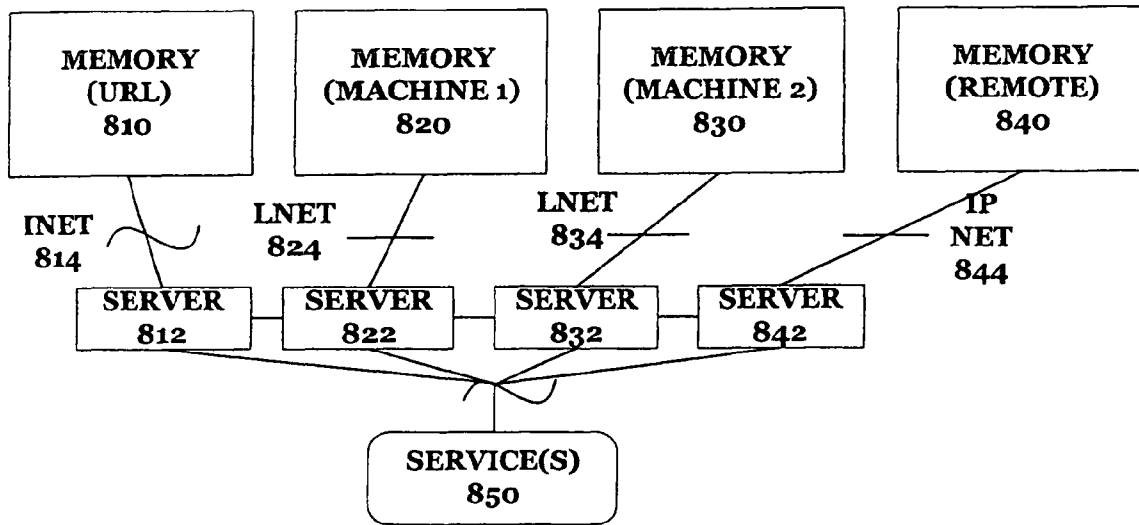 MEMORY
(URL)
810
MEMORY
(MACHINE 1)
820
MEMORY
(MACHINE 2)
830
MEMORY
(REMOTE)
840
INET
814
LNET
824
LNET
834
IP
NET
844
SERVER
812
SERVER
822
SERVER
832
SERVER
842
SERVICE(S)
850